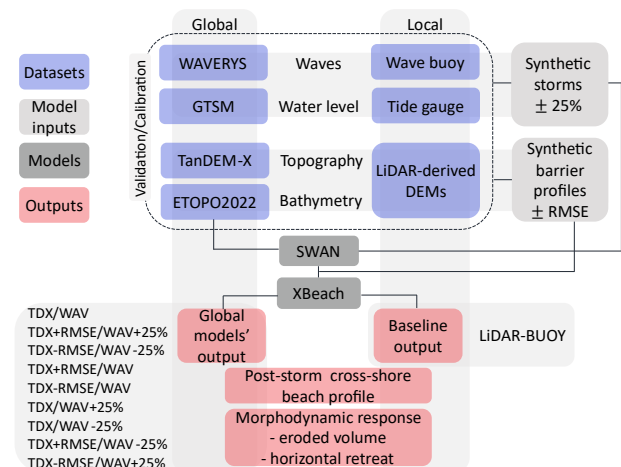 Global
Local
Datasets
Model
inputs
Models
Outputs
Validation/Calibration
WAVERYS
Waves
Wave buoy
GTSM
Water level
Tide gauge
TanDEM-X
Topography
LiDAR-derived
DEMs
ETOPO2022
Bathymetry
Synthetic
storms
± 25%
Synthetic
barrier
profiles
± RMSE
SWAN
XBeach
TDX/WAV
TDX+RMSE/WAV+25%
TDX-RMSE/WAV-25%
TDX+RMSE/WAV
TDX-RMSE/WAV
TDX/WAV+25%
TDX/WAV-25%
TDX+RMSE/WAV-25%
TDX-RMSE/WAV+25%
Global
models’
output
Baseline
output
LiDAR-BUOY
Post-storm cross-shore
beach profile
Morphodynamic response
- eroded volume
- horizontal retreat